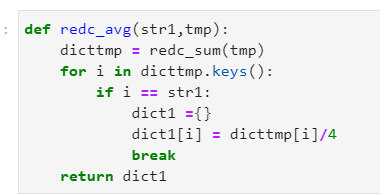 : def redc_avg(str1,tmp):
    dicttmp = redc_sum(tmp)
    for i in dicttmp.keys():
        if i == str1:
            dict1 ={}
            dict1[i] = dicttmp[i]/4
            break
    return dict1